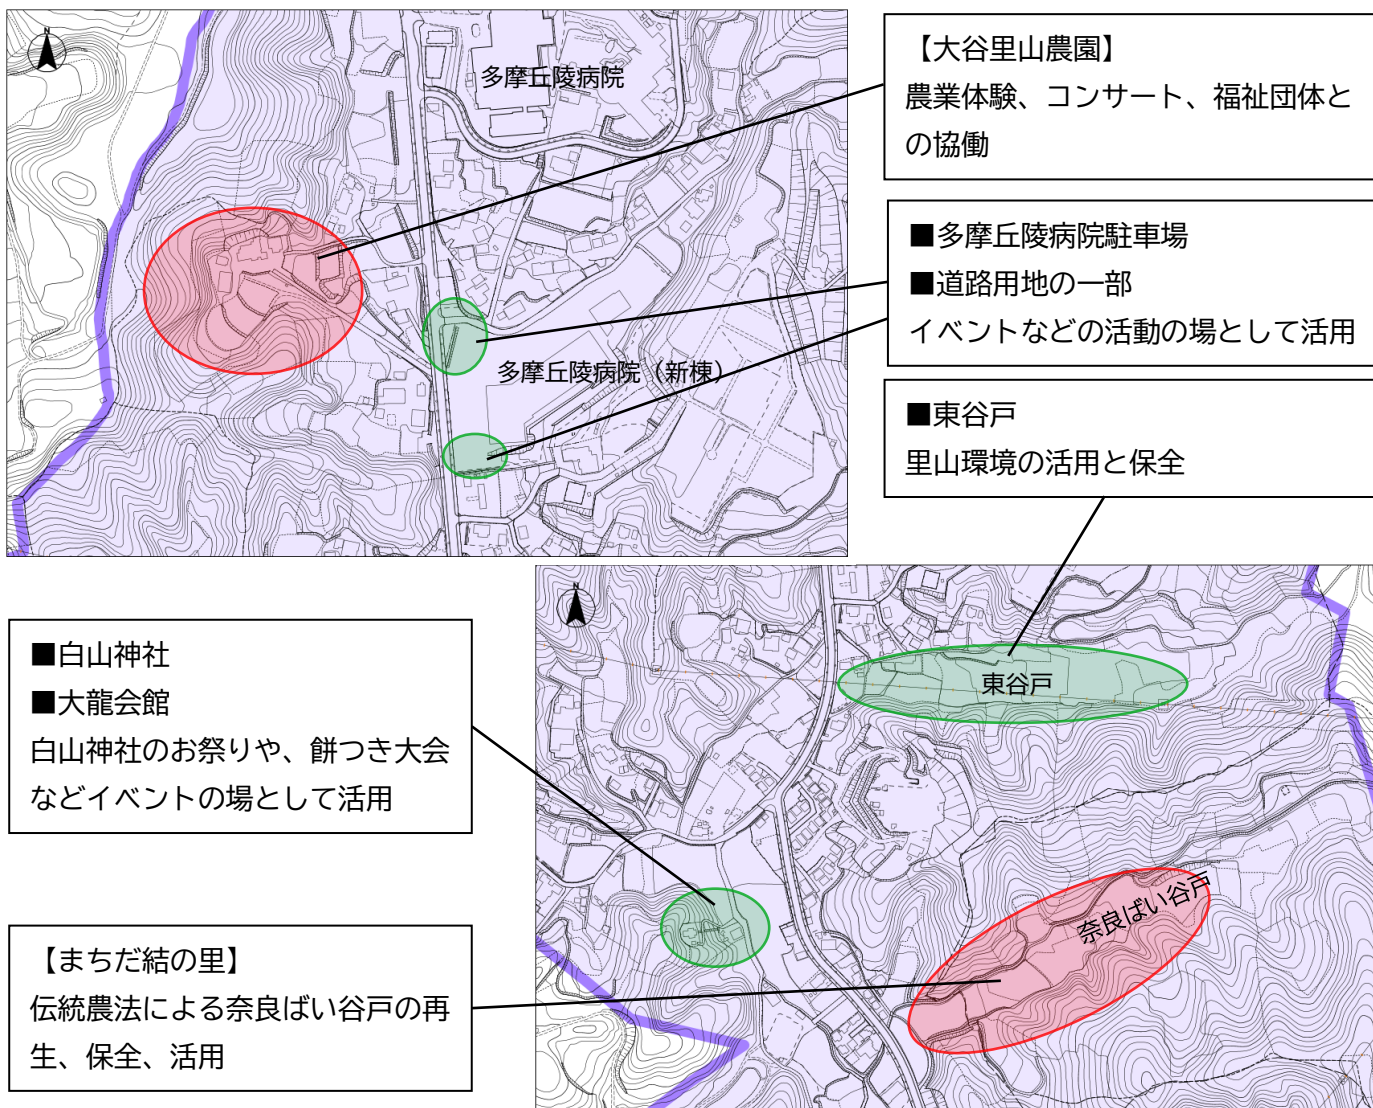 N
多摩丘陵病院
【大谷里山農園】
農業体験、コンサート、福祉団体と
の協働
■多摩丘陵病院駐車場
■道路用地の一部
イベントなどの活動の場として活用
多摩丘陵病院（新棟）
■東谷戸
里山環境の活用と保全
N
東谷戸
■白山神社
■大龍会館
白山神社のお祭りや、餅つき大会
などイベントの場として活用
奈良ばい谷戸
【まちだ結の里】
伝統農法による奈良ばい谷戸の再
生、保全、活用